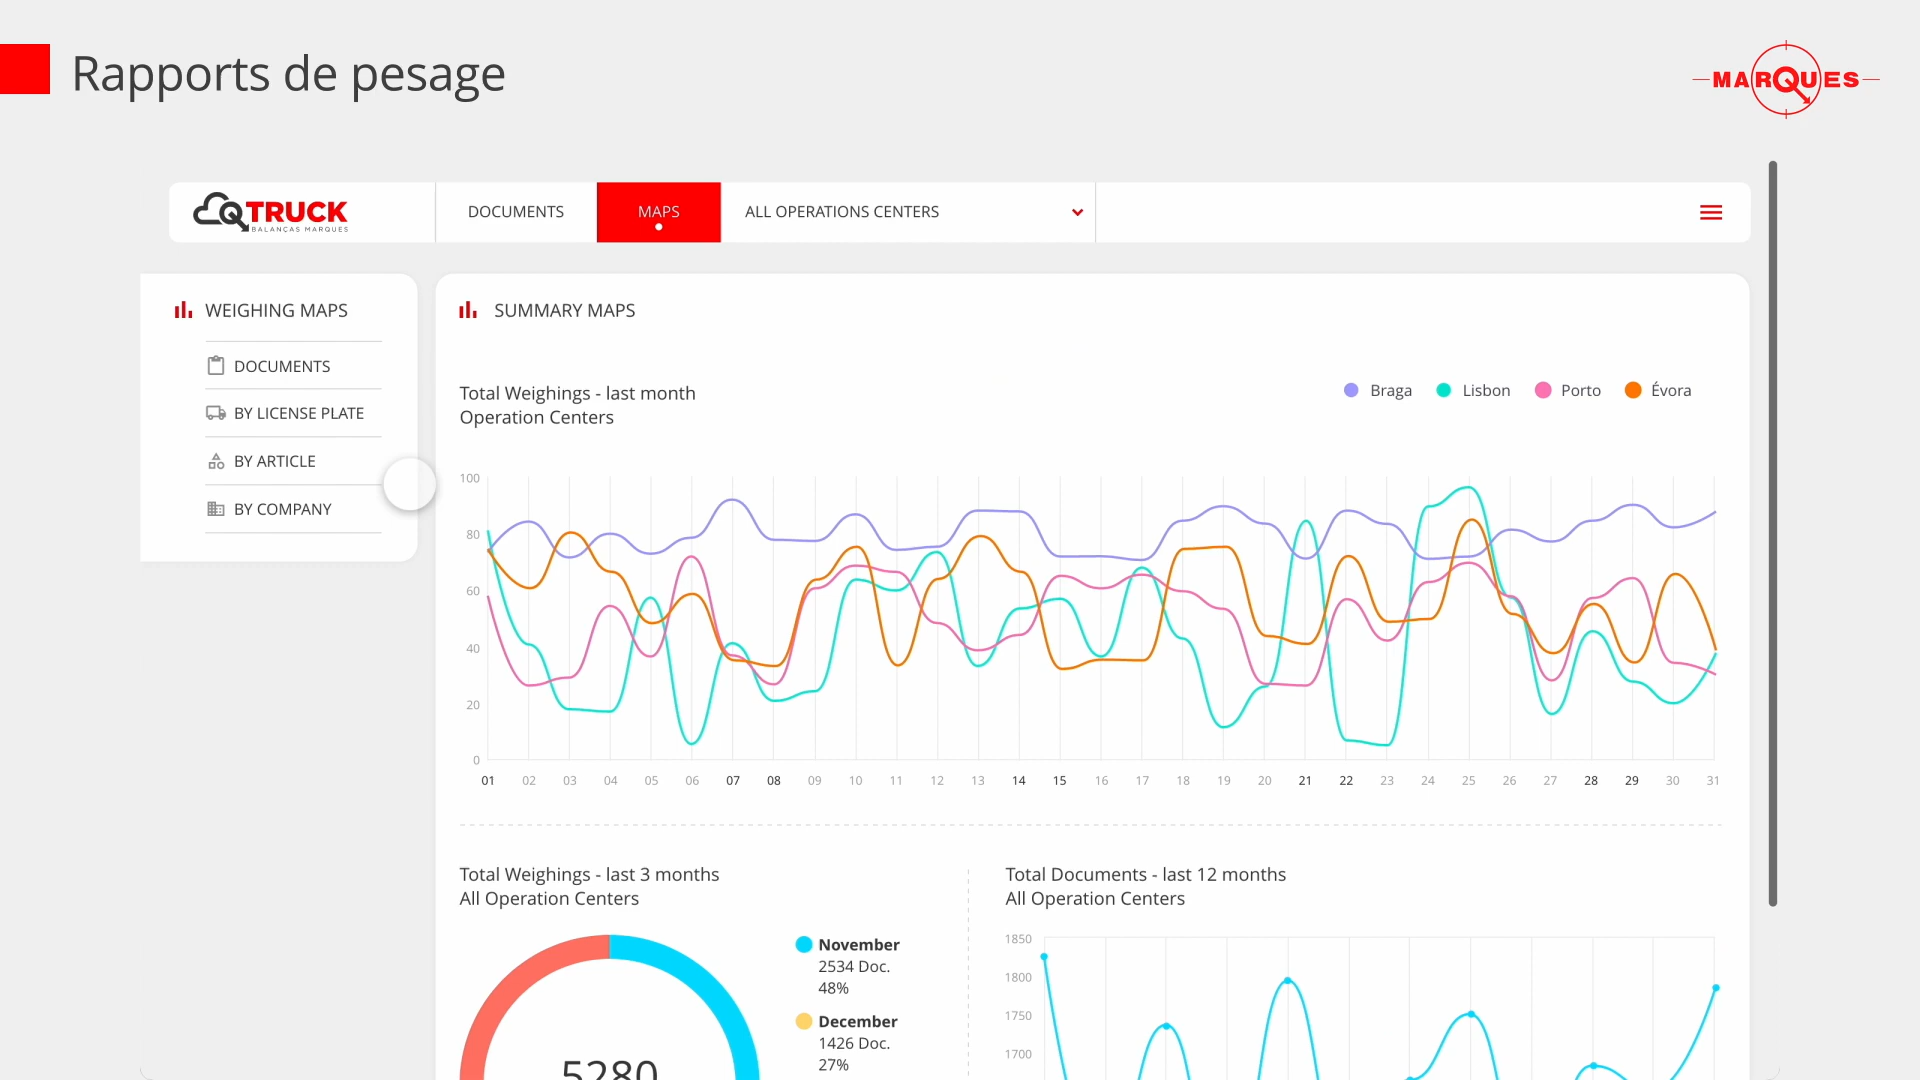 Rapports de pesage
MARQUES
TRUCK
BALANÇAS MARQUES
DOCUMENTS
MAPS
ALL OPERATIONS CENTERS
WEIGHING MAPS
DOCUMENTS
BY LICENSE PLATE
BY ARTICLE
BY COMPANY
SUMMARY MAPS
Total Weighings - last month
Operation Centers
Braga Lisbon Porto Évora
100
80
60
40
20
0
01 02 03 04 05 06 07 08 09 10 11 12 13 14 15 16 17 18 19 20 21 22 23 24 25 26 27 28 29 30 31
Total Weighings - last 3 months
All Operation Centers
5280
November
2534 Doc.
48%
December
1426 Doc.
27%
Total Documents - last 12 months
All Operation Centers
1850
1800
1750
1700